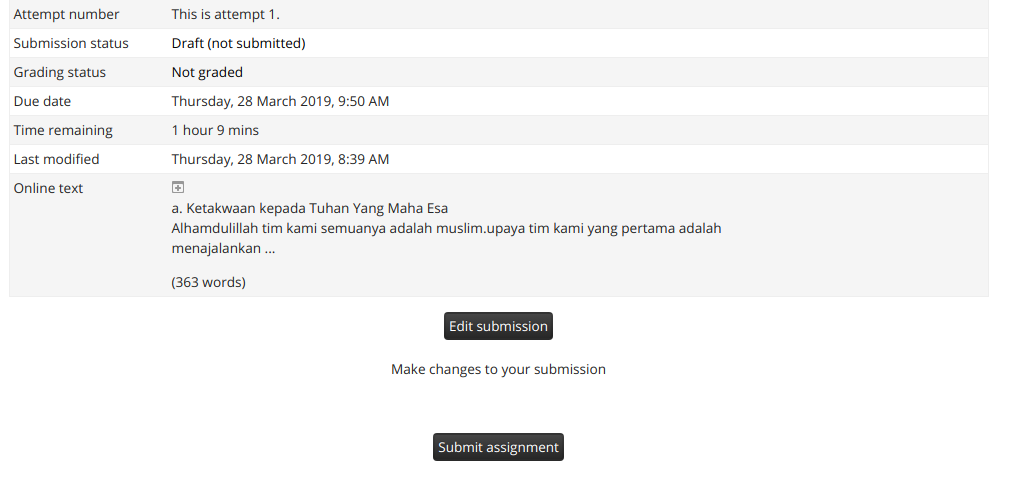 Attempt number This is attempt 1.
Submission status Draft (not submitted)
Grading status Not graded
Due date Thursday, 28 March 2019, 9:50 AM
Time remaining 1 hour 9 mins
Last modified Thursday, 28 March 2019, 8:39 AM
Online text
a. Ketakwaan kepada Tuhan Yang Maha Esa
Alhamdulillah tim kami semuanya adalah muslim.upaya tim kami yang pertama adalah
menajalankan ...
(363 words)
Edit submission
Make changes to your submission
Submit assignment